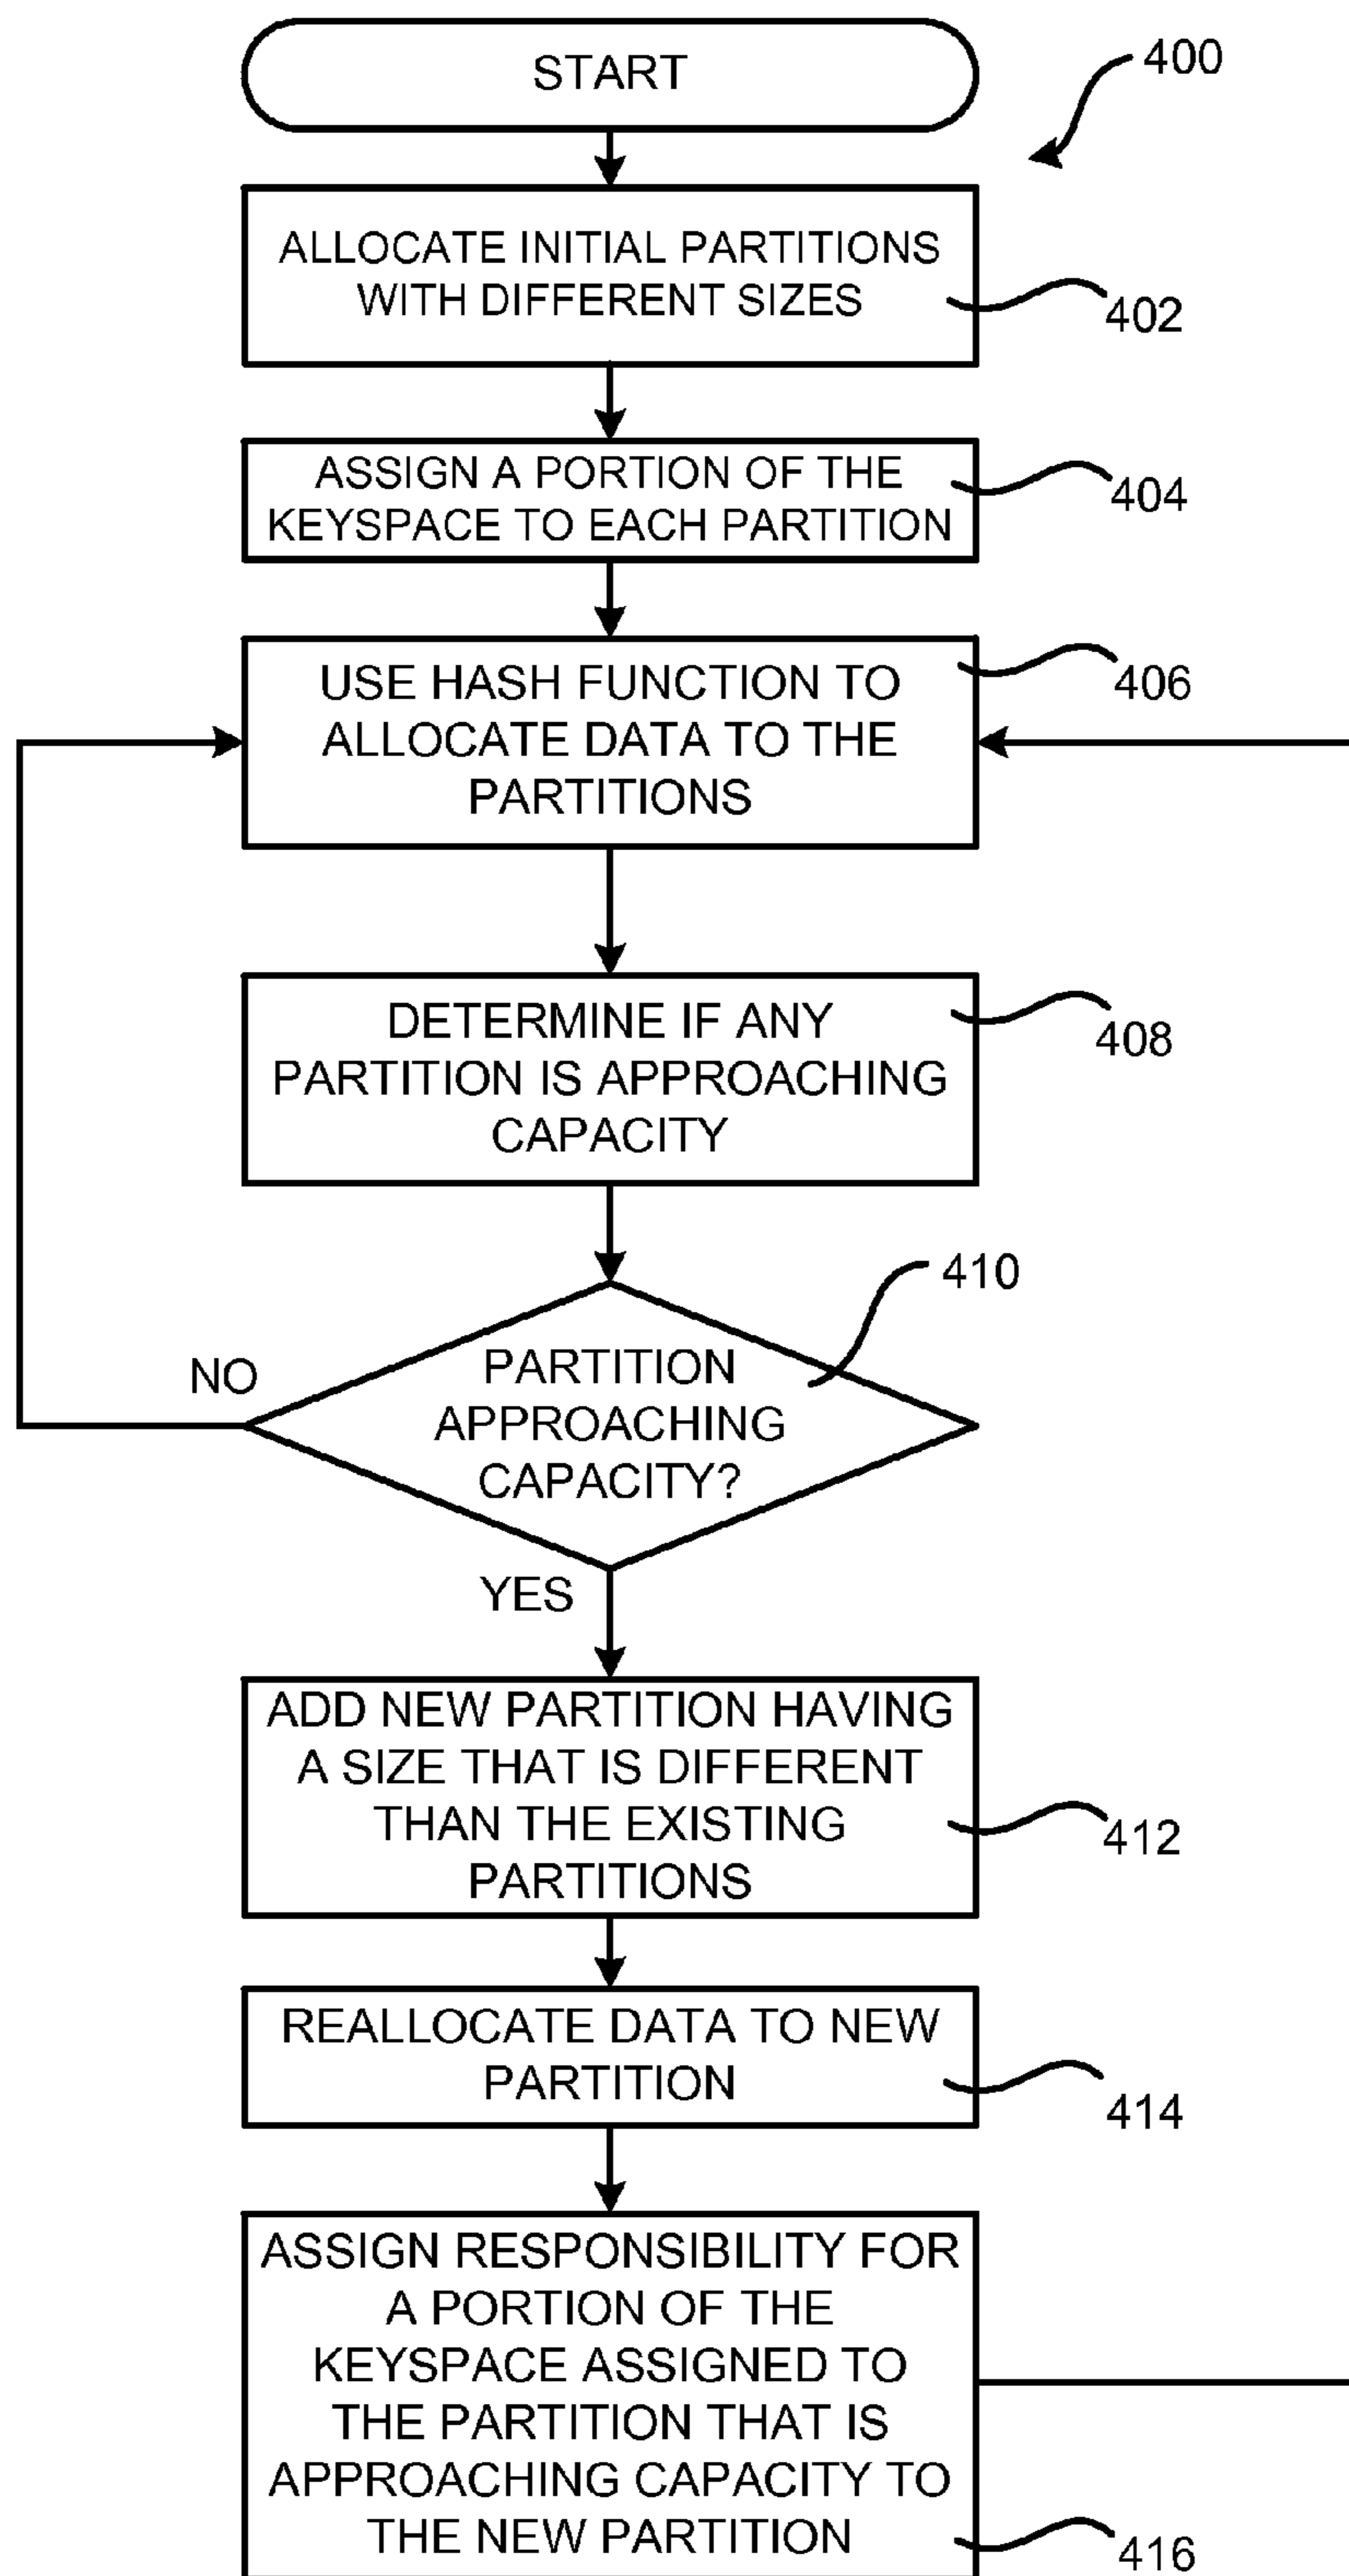 START
400
ALLOCATE INITIAL PARTITIONS
WITH DIFFERENT SIZES
402
ASSIGN A PORTION OF THE
KEYSPACE TO EACH PARTITION
404
USE HASH FUNCTION TO
ALLOCATE DATA TO THE
PARTITIONS
406
DETERMINE IF ANY
PARTITION IS APPROACHING
CAPACITY
408
410
PARTITION
APPROACHING
CAPACITY?
NO
YES
ADD NEW PARTITION HAVING
A SIZE THAT IS DIFFERENT
THAN THE EXISTING
PARTITIONS
412
REALLOCATE DATA TO NEW
PARTITION
414
ASSIGN RESPONSIBILITY FOR
A PORTION OF THE
KEYSPACE ASSIGNED TO
THE PARTITION THAT IS
APPROACHING CAPACITY TO
THE NEW PARTITION
416